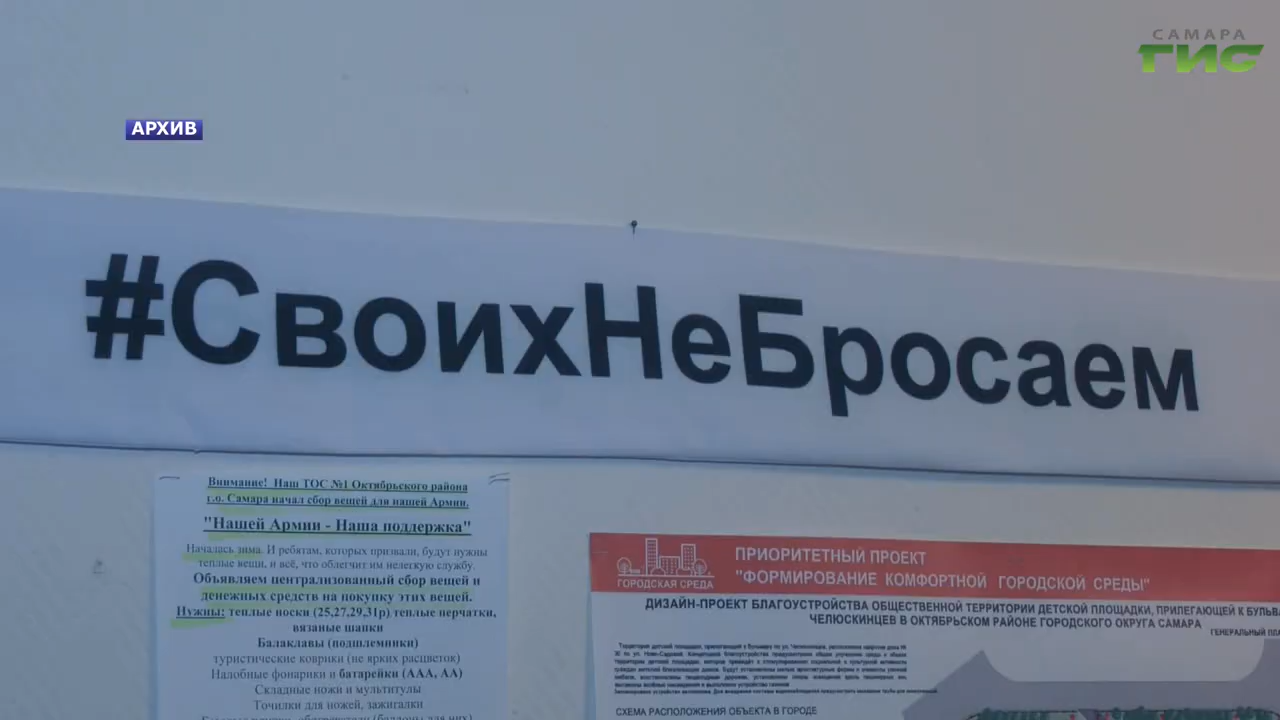 САМАРА
ГИС
АРХИВ
#СвоихНеБросаем
Внимание! Наш ТОС №1 Октябрьского района
г.о. Самара начал сбор вещей для нашей Армии.
"Нашей Армии - Наша поддержка"
Началась зима. И ребятам, которых призвали, будут нужны
теплые вещи, и всё, что облегчит им нелегкую службу.
Объявляем централизованный сбор вещей и
денежных средств на покупку этих вещей.
Нужны: теплые носки (25,27,29,31р) теплые перчатки,
вязаные шапки
Балаклавы (подшлемники)
туристические коврики (не ярких расцветок)
Налобные фонарики и батарейки (ААА, АА)
Складные ножи и мультитулы
Точилки для ножей, зажигалки
ГОРОДСКАЯ СРЕДА
ПРИОРИТЕТНЫЙ ПРОЕКТ
"ФОРМИРОВАНИЕ КОМФОРТНОЙ ГОРОДСКОЙ СРЕДЫ"
ДИЗАЙН-ПРОЕКТ БЛАГОУСТРОЙСТВА ОБЩЕСТВЕННОЙ ТЕРРИТОРИИ ДЕТСКОЙ ПЛОЩАДКИ, ПРИЛЕГАЮЩЕЙ К БУЛЬВА
ЧЕЛЮСКИНЦЕВ В ОКТЯБРЬСКОМ РАЙОНЕ ГОРОДСКОГО ОКРУГА САМАРА
ГЕНЕРАЛЬНЫЙ ПЛА
СХЕМА РАСПОЛОЖЕНИЯ ОБЪЕКТА В ГОРОДЕ